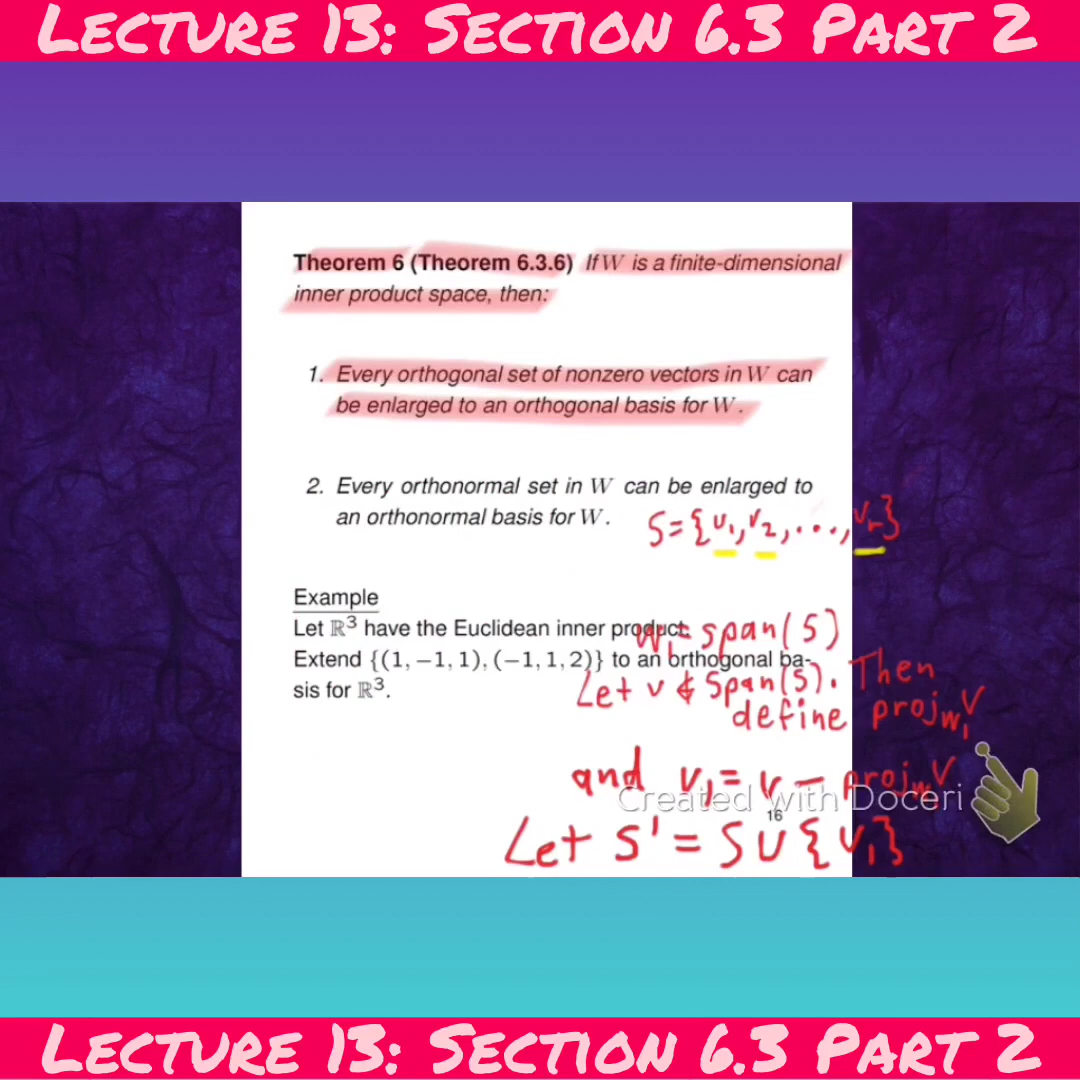 LECTURE 13: SECTION 6.3 PART 2
Theorem 6 (Theorem 6.3.6) If W is a finite-dimensional
inner product space, then:
1. Every orthogonal set of nonzero vectors in W can
be enlarged to an orthogonal basis for W.
2. Every orthonormal set in W can be enlarged to
an orthonormal basis for W.
S={v₁,v₂,...,vᵣ}
Example
Let ℝ³ have the Euclidean inner product.
W₁=span(S)
Extend {(1,−1,1),(−1,1,2)} to an orthogonal ba-
sis for ℝ³.
Let v ∉ Span(S). Then
define proj_W₁ V
and v₁= v − proj_W₁ V
Created with Doceri
16
Let S' = S ∪ {v₁}
LECTURE 13: SECTION 6.3 PART 2